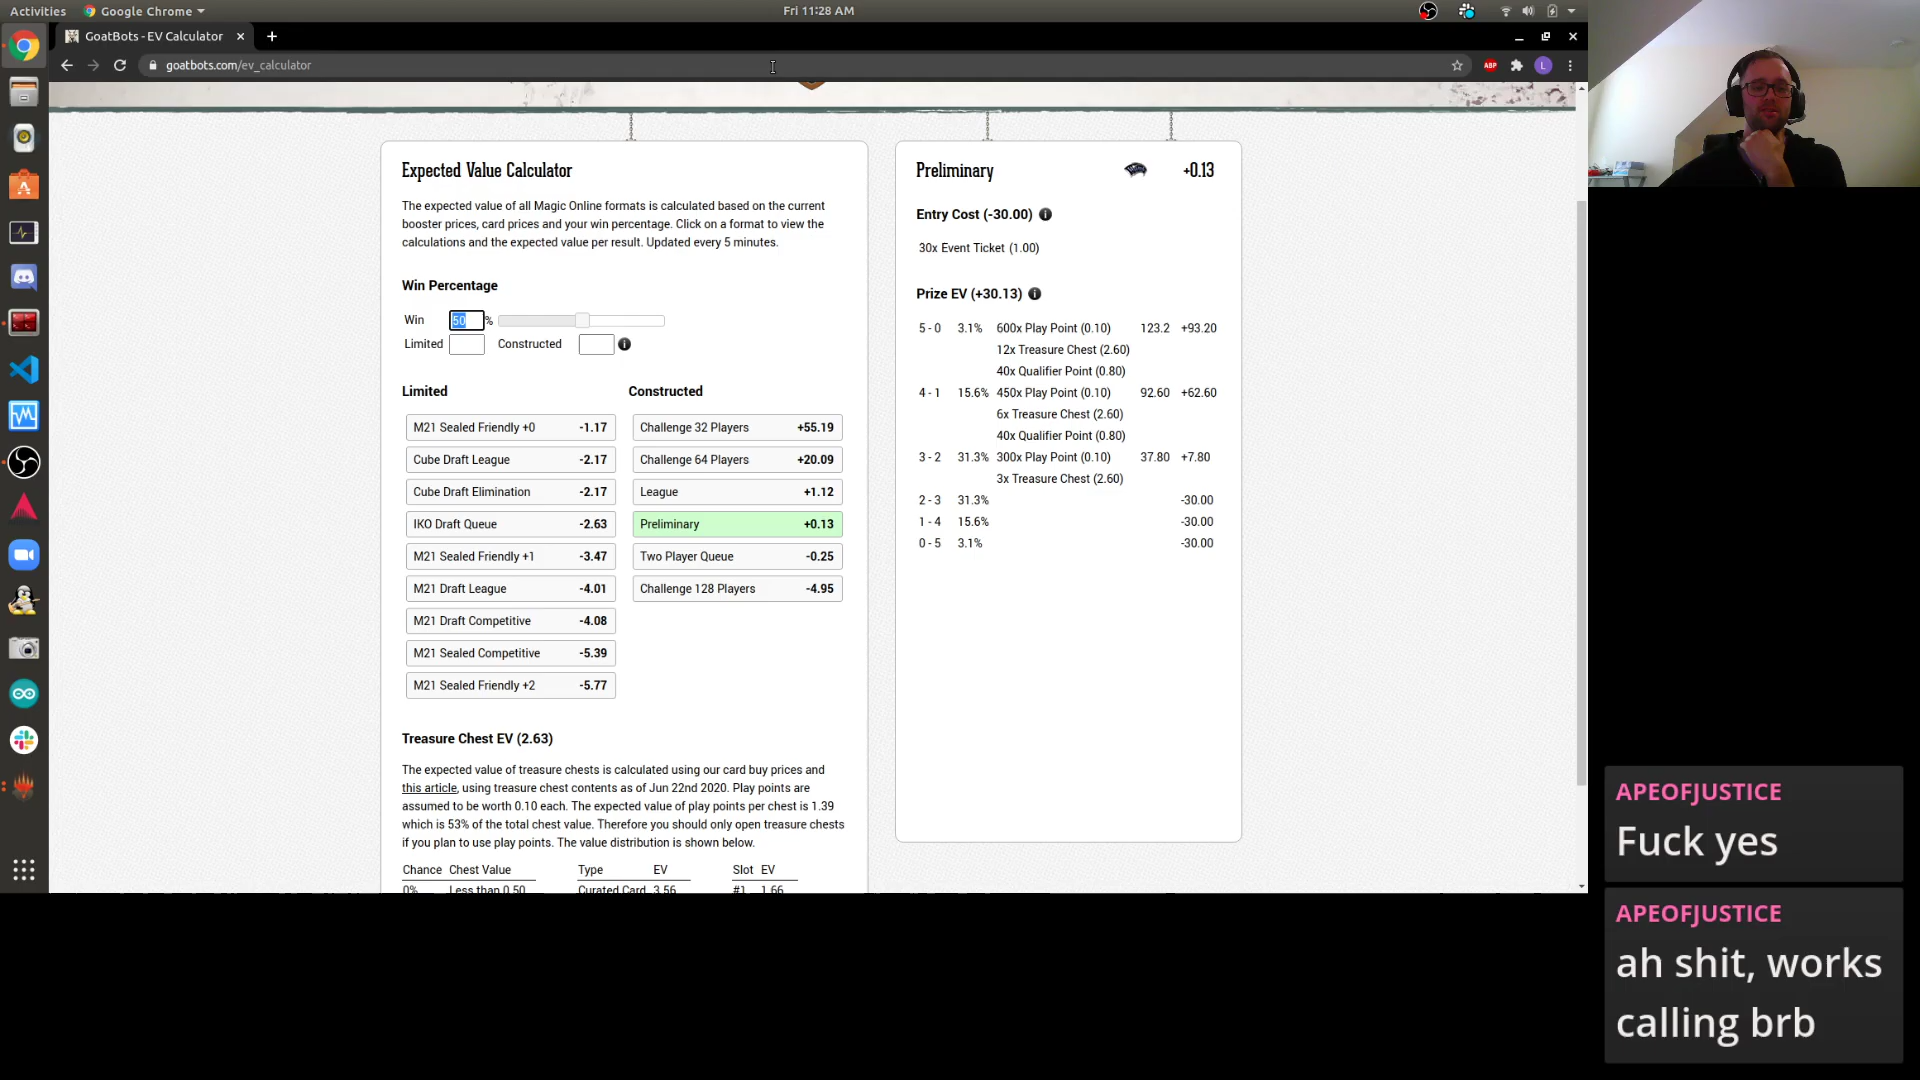 Activities
Google Chrome
Fri 11:28 AM
GoatBots - EV Calculator
goatbots.com/ev_calculator
ABP
L
Expected Value Calculator
The expected value of all Magic Online formats is calculated based on the current
booster prices, card prices and your win percentage. Click on a format to view the
calculations and the expected value per result. Updated every 5 minutes.
Win Percentage
Win 50 %
Limited Constructed
Limited Constructed
M21 Sealed Friendly +0 -1.17 Challenge 32 Players +55.19
Cube Draft League -2.17 Challenge 64 Players +20.09
Cube Draft Elimination -2.17 League +1.12
IKO Draft Queue -2.63 Preliminary +0.13
M21 Sealed Friendly +1 -3.47 Two Player Queue -0.25
M21 Draft League -4.01 Challenge 128 Players -4.95
M21 Draft Competitive -4.08
M21 Sealed Competitive -5.39
M21 Sealed Friendly +2 -5.77
Treasure Chest EV (2.63)
The expected value of treasure chests is calculated using our card buy prices and
this article, using treasure chest contents as of Jun 22nd 2020. Play points are
assumed to be worth 0.10 each. The expected value of play points per chest is 1.39
which is 53% of the total chest value. Therefore you should only open treasure chests
if you plan to use play points. The value distribution is shown below.
Chance Chest Value Type EV Slot EV
0% Less than 0.50 Curated Card 3.56 #1 1.66
Preliminary +0.13
Entry Cost (-30.00)
30x Event Ticket (1.00)
Prize EV (+30.13)
5 - 0 3.1% 600x Play Point (0.10) 123.2 +93.20
12x Treasure Chest (2.60)
40x Qualifier Point (0.80)
4 - 1 15.6% 450x Play Point (0.10) 92.60 +62.60
6x Treasure Chest (2.60)
40x Qualifier Point (0.80)
3 - 2 31.3% 300x Play Point (0.10) 37.80 +7.80
3x Treasure Chest (2.60)
2 - 3 31.3% -30.00
1 - 4 15.6% -30.00
0 - 5 3.1% -30.00
APEOFJUSTICE
Fuck yes
APEOFJUSTICE
ah shit, works
calling brb